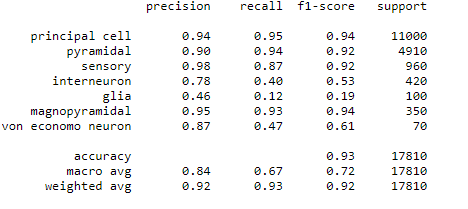 precision recall f1-score support
principal cell 0.94 0.95 0.94 11000
pyramidal 0.90 0.94 0.92 4910
sensory 0.98 0.87 0.92 960
interneuron 0.78 0.40 0.53 420
glia 0.46 0.12 0.19 100
magnopyramidal 0.95 0.93 0.94 350
von economo neuron 0.87 0.47 0.61 70
accuracy 0.93 17810
macro avg 0.84 0.67 0.72 17810
weighted avg 0.92 0.93 0.92 17810